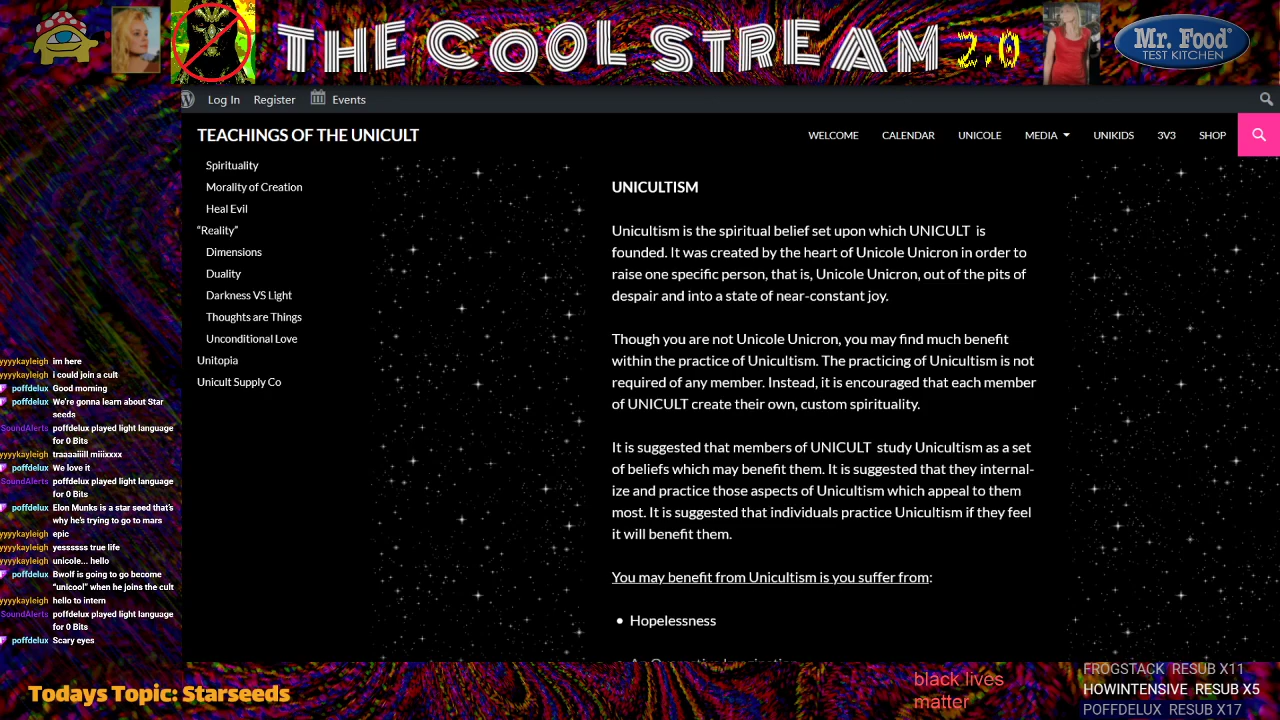 THE COOL STREAM 2.0
Mr. Food®
TEST KITCHEN
Log In Register Events
TEACHINGS OF THE UNICULT
WELCOME CALENDAR UNICOLE MEDIA UNIKIDS 3V3 SHOP
Spirituality
Morality of Creation
Heal Evil
“Reality”
Dimensions
Duality
Darkness VS Light
Thoughts are Things
Unconditional Love
Unitopia
Unicult Supply Co
UNICULTISM
Unicultism is the spiritual belief set upon which UNICULT is
founded. It was created by the heart of Unicole Unicron in order to
raise one specific person, that is, Unicole Unicron, out of the pits of
despair and into a state of near-constant joy.
Though you are not Unicole Unicron, you may find much benefit
within the practice of Unicultism. The practicing of Unicultism is not
required of any member. Instead, it is encouraged that each member
of UNICULT create their own, custom spirituality.
It is suggested that members of UNICULT study Unicultism as a set
of beliefs which may benefit them. It is suggested that they internal-
ize and practice those aspects of Unicultism which appeal to them
most. It is suggested that individuals practice Unicultism if they feel
it will benefit them.
You may benefit from Unicultism is you suffer from:
• Hopelessness
yyyykayleigh im here
yyyykayleigh i could join a cult
poffdelux Good morning
poffdelux We're gonna learn about Star
seeds
SoundAlerts poffdelux played light language
for 0 Bits
yyyykayleigh traaaaiiill miiixxxx
poffdelux We love it
SoundAlerts poffdelux played light language
for 0 Bits
poffdelux Elon Munks is a star seed that's
why he's trying to go to mars
yyyykayleigh epic
yyyykayleigh yessssss true life
yyyykayleigh unicole... hello
poffdelux Bwolf is going to go become
“unicool” when he joins the cult
yyyykayleigh hello to intern
SoundAlerts poffdelux played light language
for 0 Bits
poffdelux Scary eyes
Todays Topic: Starseeds
black lives
matter
FROGSTACK RESUB X11
HOWINTENSIVE RESUB X5
POFFDELUX RESUB X17